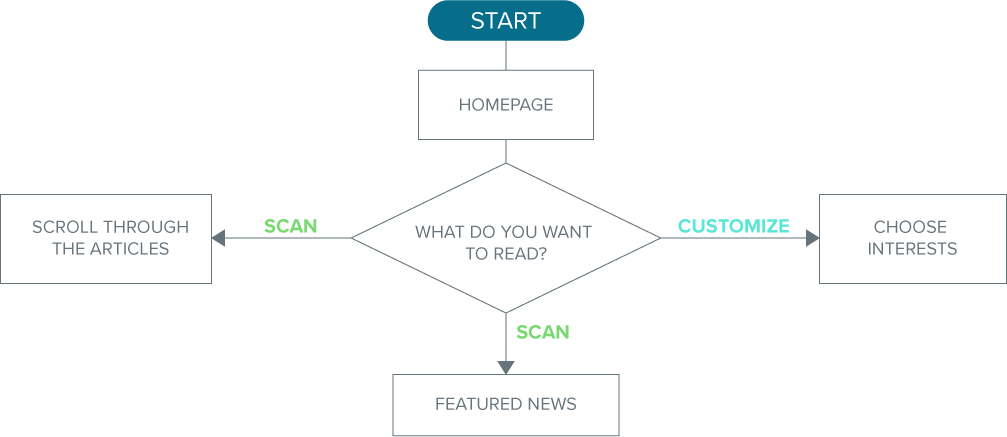 START
HOMEPAGE
SCROLL THROUGH
THE ARTICLES
SCAN
WHAT DO YOU WANT
TO READ?
CUSTOMIZE
CHOOSE
INTERESTS
SCAN
FEATURED NEWS